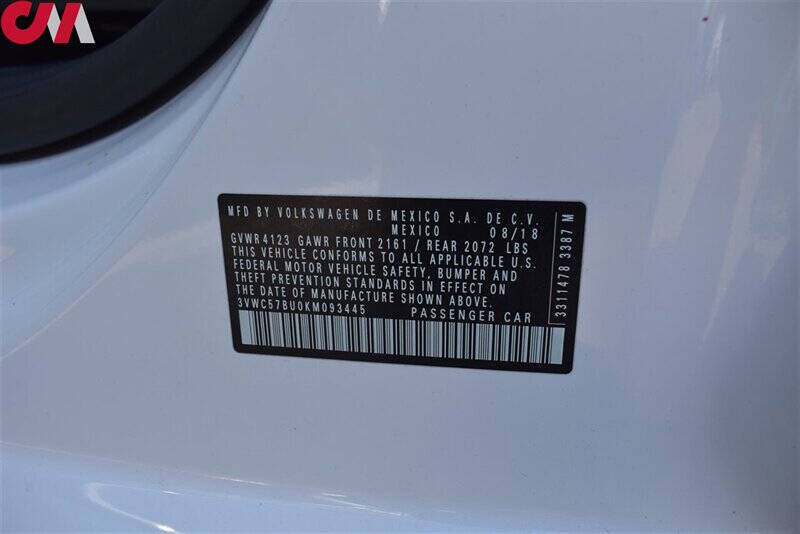 CM
MFD BY VOLKSWAGEN DE MEXICO S.A. DE C.V.
MEXICO 08/18
GVWR 4123 GAWR FRONT 2161 / REAR 2072 LBS
THIS VEHICLE CONFORMS TO ALL APPLICABLE U.S.
FEDERAL MOTOR VEHICLE SAFETY, BUMPER AND
THEFT PREVENTION STANDARDS IN EFFECT ON
THE DATE OF MANUFACTURE SHOWN ABOVE.
3VWC57BU0KM093445 PASSENGER CAR
3311478 3387 M